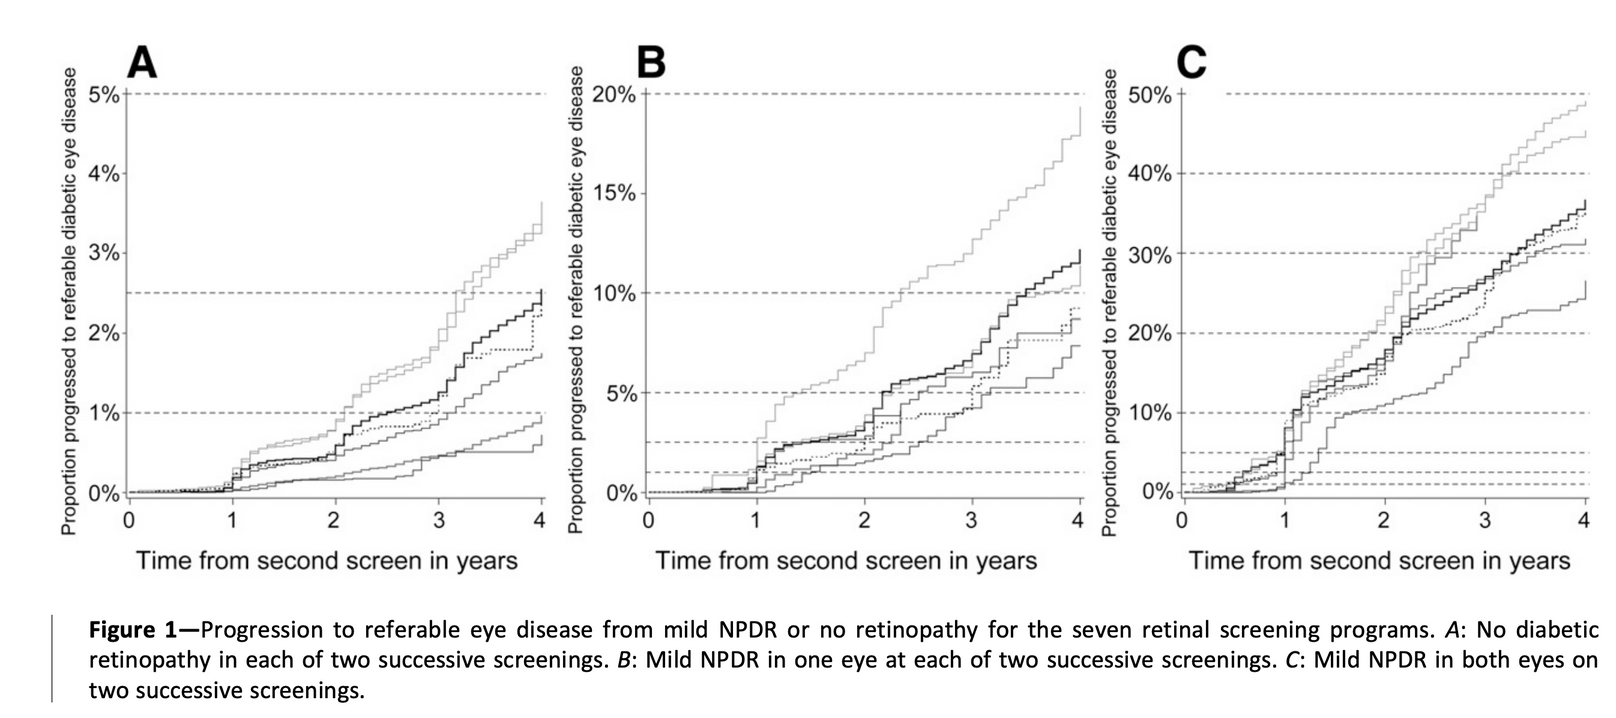 A
B
C
Proportion progressed to referable diabetic eye disease
5%
4%
3%
2%
1%
0%
0 1 2 3 4
Time from second screen in years
Proportion progressed to referable diabetic eye disease
20%
15%
10%
5%
0%
0 1 2 3 4
Time from second screen in years
Proportion progressed to referable diabetic eye disease
50%
40%
30%
20%
10%
0%
0 1 2 3 4
Time from second screen in years
Figure 1—Progression to referable eye disease from mild NPDR or no retinopathy for the seven retinal screening programs. A: No diabetic
retinopathy in each of two successive screenings. B: Mild NPDR in one eye at each of two successive screenings. C: Mild NPDR in both eyes on
two successive screenings.